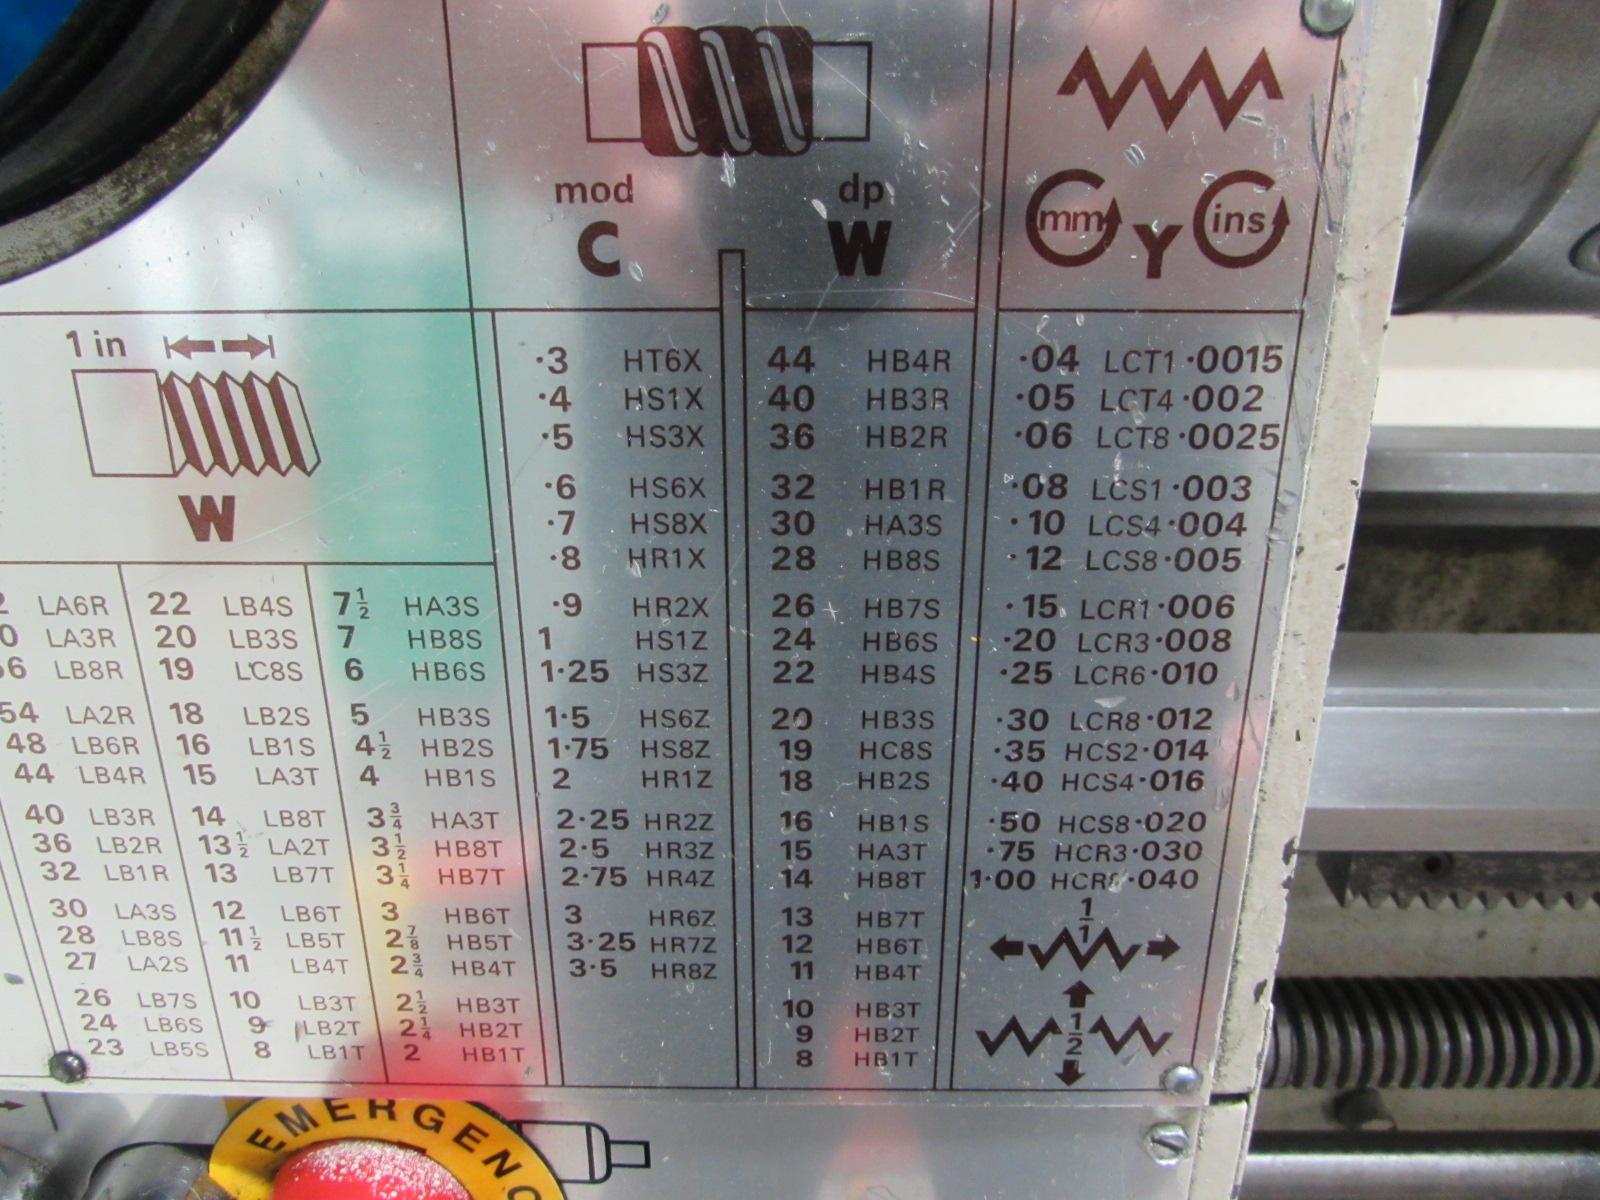 mod dp
C W
mm Y ins
1 in
W
·3 HT6X 44 HB4R ·04 LCT1 ·0015
·4 HS1X 40 HB3R ·05 LCT4 ·002
·5 HS3X 36 HB2R ·06 LCT8 ·0025
·6 HS6X 32 HB1R ·08 LCS1 ·003
·7 HS8X 30 HA3S ·10 LCS4 ·004
·8 HR1X 28 HB8S ·12 LCS8 ·005
LA6R 22 LB4S 7½ HA3S ·9 HR2X 26 HB7S ·15 LCR1 ·006
LA3R 20 LB3S 7 HB8S 1 HS1Z 24 HB6S ·20 LCR3 ·008
LB8R 19 LC8S 6 HB6S 1·25 HS3Z 22 HB4S ·25 LCR6 ·010
54 LA2R 18 LB2S 5 HB3S 1·5 HS6Z 20 HB3S ·30 LCR8 ·012
48 LB6R 16 LB1S 4½ HB2S 1·75 HS8Z 19 HC8S ·35 HCS2 ·014
44 LB4R 15 LA3T 4 HB1S 2 HR1Z 18 HB2S ·40 HCS4 ·016
40 LB3R 14 LB8T 3¾ HA3T 2·25 HR2Z 16 HB1S ·50 HCS8 ·020
36 LB2R 13½ LA2T 3½ HB8T 2·5 HR3Z 15 HA3T ·75 HCR3 ·030
32 LB1R 13 LB7T 3¼ HB7T 2·75 HR4Z 14 HB8T 1·00 ·040
30 LA3S 12 LB6T 3 HB6T 3 HR6Z 13 HB7T 1/1
28 LB8S 11½ LB5T 2⅞ HB5T 3·25 HR7Z 12 HB6T
27 LA2S 11 LB4T 2¾ HB4T 3·5 HR8Z 11 HB4T
26 LB7S 10 LB3T 2½ HB3T 10 HB3T
24 LB6S 9 LB2T 2¼ HB2T 9 HB2T ½
23 LB5S 8 LB1T 2 HB1T 8 HB1T
EMERGENC